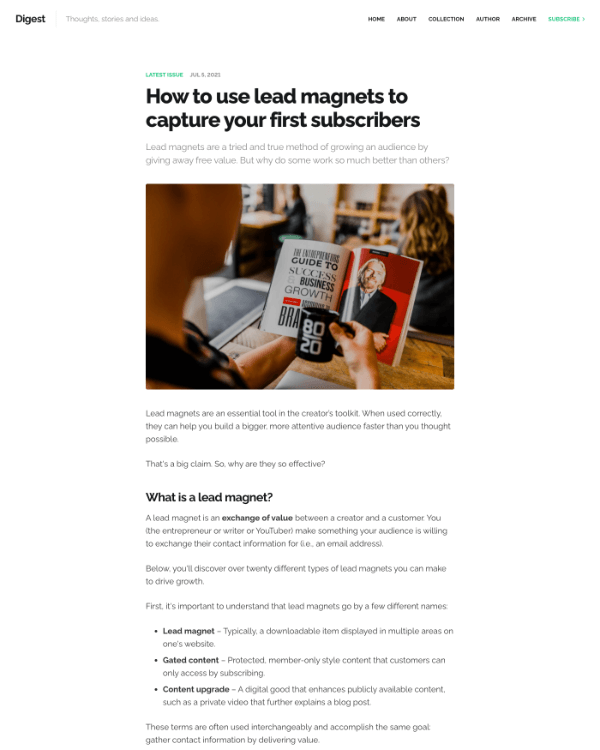 Digest
Thoughts, stories and ideas.
HOME ABOUT COLLECTION AUTHOR ARCHIVE SUBSCRIBE ›
LATEST ISSUE JUL 5, 2021
How to use lead magnets to
capture your first subscribers
Lead magnets are a tried and true method of growing an audience by
giving away free value. But why do some work so much better than others?
THE ENTREPRENEURS
GUIDE TO
SUCCESS
& BUSINESS
GROWTH
BRA
80
20
Lead magnets are an essential tool in the creator's toolkit. When used correctly,
they can help you build a bigger, more attentive audience faster than you thought
possible.
That's a big claim. So, why are they so effective?
What is a lead magnet?
A lead magnet is an exchange of value between a creator and a customer. You
(the entrepreneur or writer or YouTuber) make something your audience is willing
to exchange their contact information for (i.e., an email address).
Below, you'll discover over twenty different types of lead magnets you can make
to drive growth.
First, it's important to understand that lead magnets go by a few different names:
• Lead magnet – Typically, a downloadable item displayed in multiple areas on
one's website.
• Gated content – Protected, member-only style content that customers can
only access by subscribing.
• Content upgrade – A digital good that enhances publicly available content,
such as a private video that further explains a blog post.
These terms are often used interchangeably and accomplish the same goal:
gather contact information by delivering value.